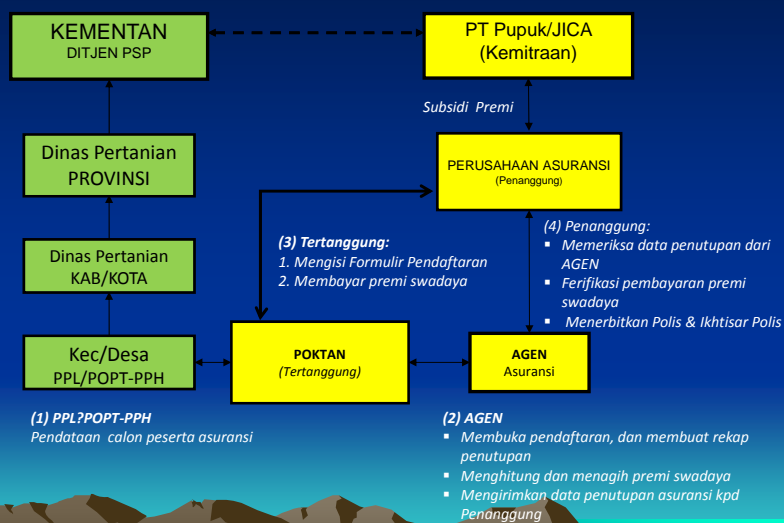 KEMENTAN
DITJEN PSP
PT Pupuk/JICA
(Kemitraan)
Subsidi Premi
Dinas Pertanian
PROVINSI
PERUSAHAAN ASURANSI
(Penanggung)
Dinas Pertanian
KAB/KOTA
(3) Tertanggung:
1. Mengisi Formulir Pendaftaran
2. Membayar premi swadaya
(4) Penanggung:
▪ Memeriksa data penutupan dari
AGEN
▪ Ferifikasi pembayaran premi
swadaya
▪ Menerbitkan Polis & Ikhtisar Polis
Kec/Desa
PPL/POPT-PPH
POKTAN
(Tertanggung)
AGEN
Asuransi
(1) PPL?POPT-PPH
Pendataan calon peserta asuransi
(2) AGEN
▪ Membuka pendaftaran, dan membuat rekap
penutupan
▪ Menghitung dan menagih premi swadaya
▪ Mengirimkan data penutupan asuransi kpd
Penanggung